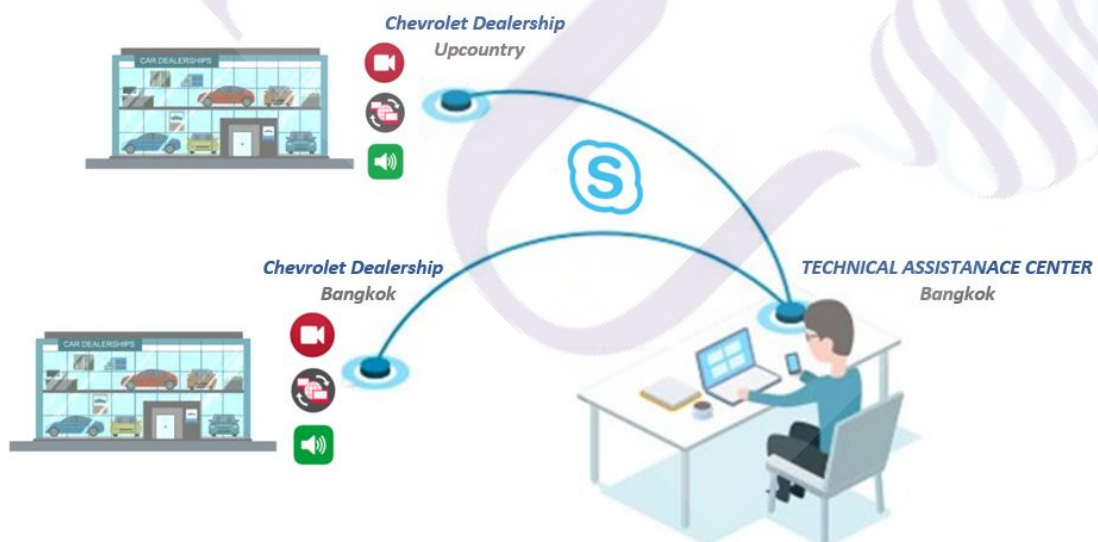 Chevrolet Dealership
Upcountry
CAR DEALERSHIPS
S
Chevrolet Dealership
Bangkok
TECHNICAL ASSISTANACE CENTER
Bangkok
CAR DEALERSHIPS